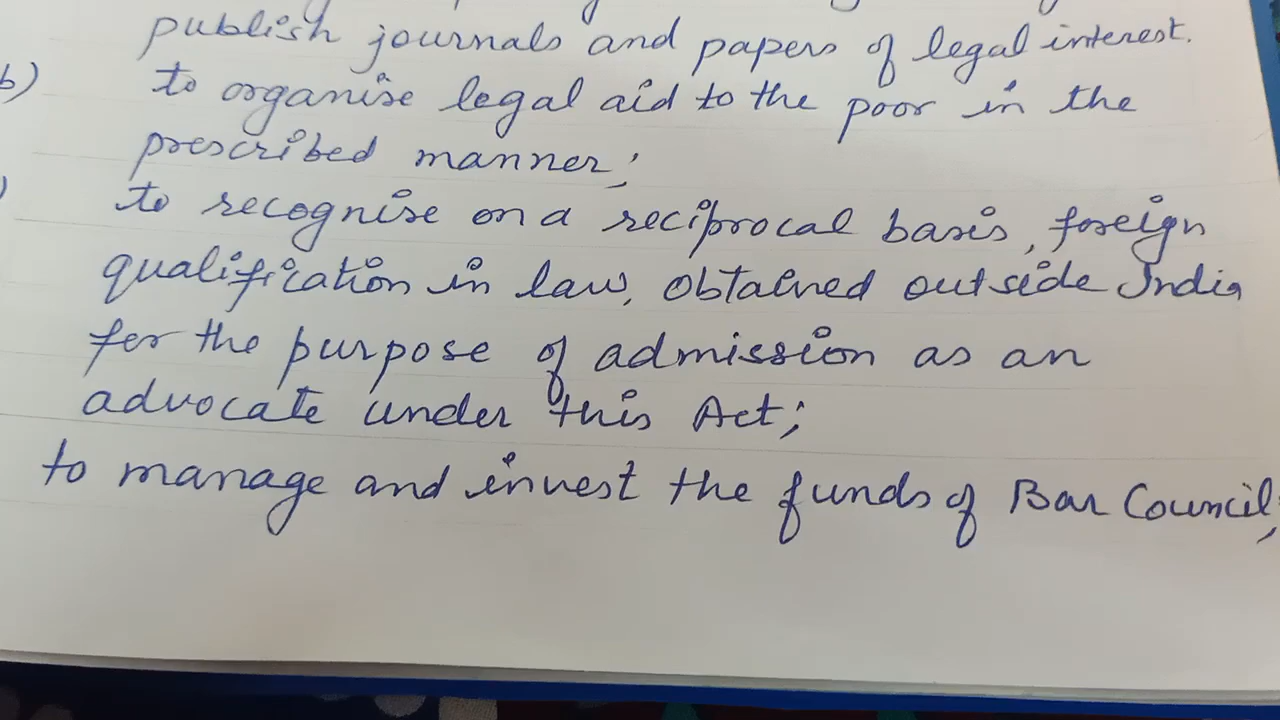 publish journals and papers of legal interest.
b) to organise legal aid to the poor in the
prescribed manner;
) to recognise on a reciprocal basis, foreign
qualification in law, obtained outside India
for the purpose of admission as an
advocate under this Act;
to manage and invest the funds of Bar Council;